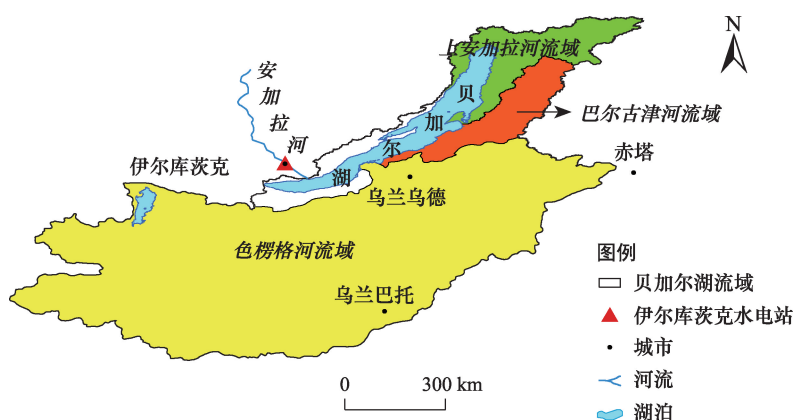 N
上安加拉河流域
安加拉河
贝加尔湖
巴尔古津河流域
赤塔
伊尔库茨克
乌兰乌德
色楞格河流域
乌兰巴托
图例
贝加尔湖流域
伊尔库茨克水电站
城市
河流
湖泊
0 300 km